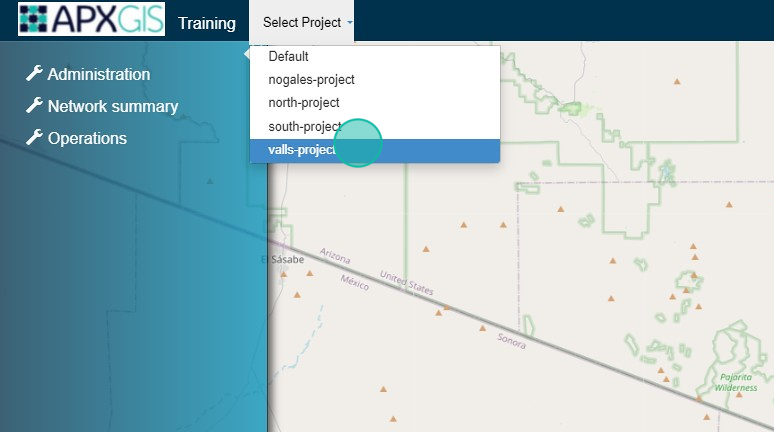 APXGIS Training Select Project
Default
nogales-project
north-project
south-project
valls-project
Administration
Network summary
Operations
El Sásabe
Arizona
México
United States
Sonora
Pajarita
Wilderness